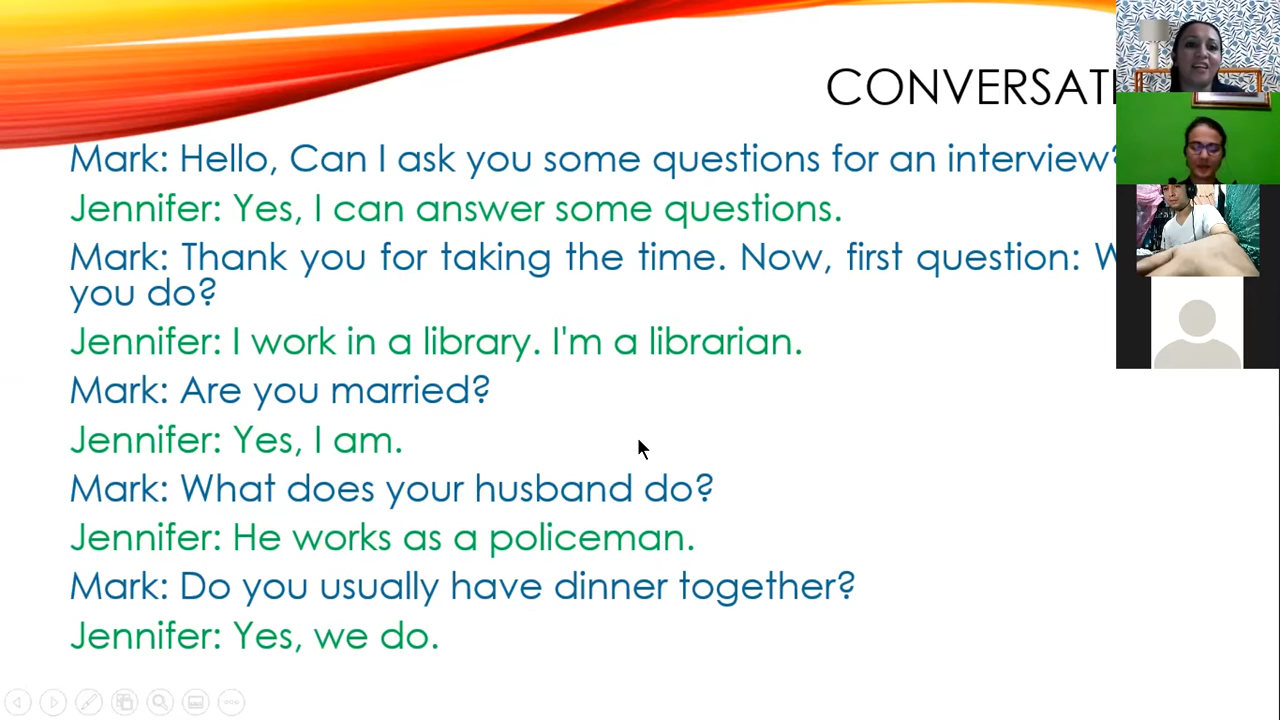 CONVERSAT
Mark: Hello, Can I ask you some questions for an interview?
Jennifer: Yes, I can answer some questions.
Mark: Thank you for taking the time. Now, first question:
you do?
Jennifer: I work in a library. I'm a librarian.
Mark: Are you married?
Jennifer: Yes, I am.
Mark: What does your husband do?
Jennifer: He works as a policeman.
Mark: Do you usually have dinner together?
Jennifer: Yes, we do.